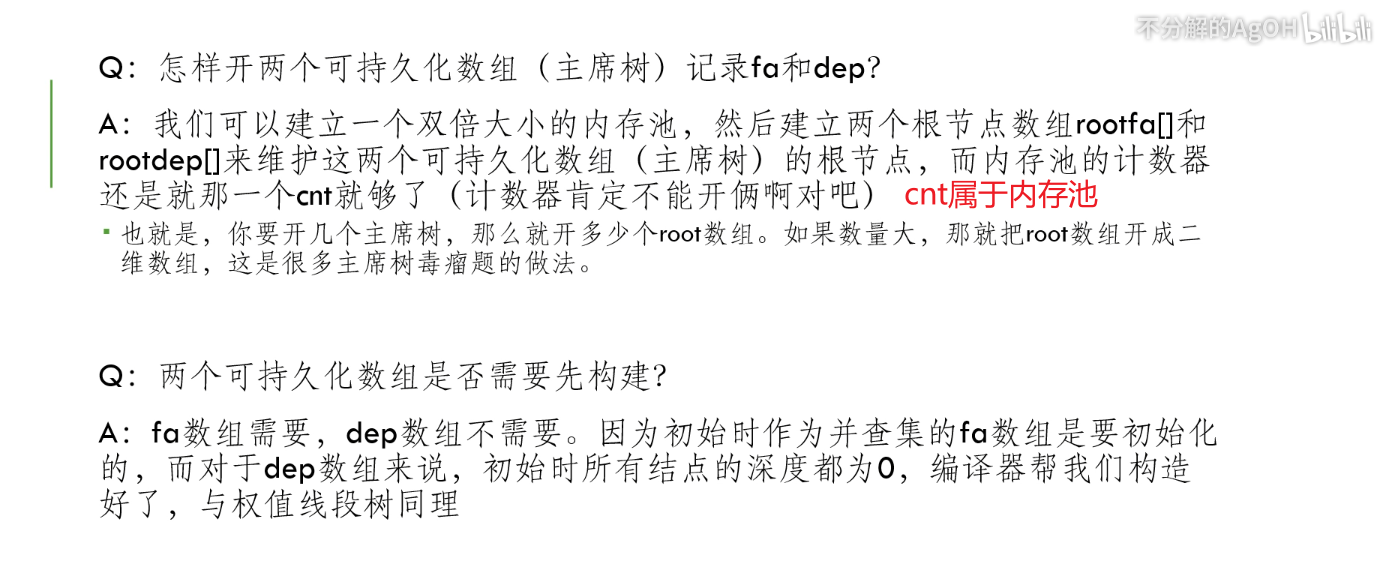 不分解的AgOH bilibili
Q：怎样开两个可持久化数组（主席树）记录fa和dep？
A：我们可以建立一个双倍大小的内存池，然后建立两个根节点数组rootfa[]和
rootdep[]来维护这两个可持久化数组（主席树）的根节点，而内存池的计数器
还是就那一个cnt就够了（计数器肯定不能开俩啊对吧） cnt属于内存池
▪ 也就是，你要开几个主席树，那么就开多少个root数组。如果数量大，那就把root数组开成二
维数组，这是很多主席树毒瘤题的做法。
Q：两个可持久化数组是否需要先构建？
A：fa数组需要，dep数组不需要。因为初始时作为并查集的fa数组是要初始化
的，而对于dep数组来说，初始时所有结点的深度都为0，编译器帮我们构造
好了，与权值线段树同理